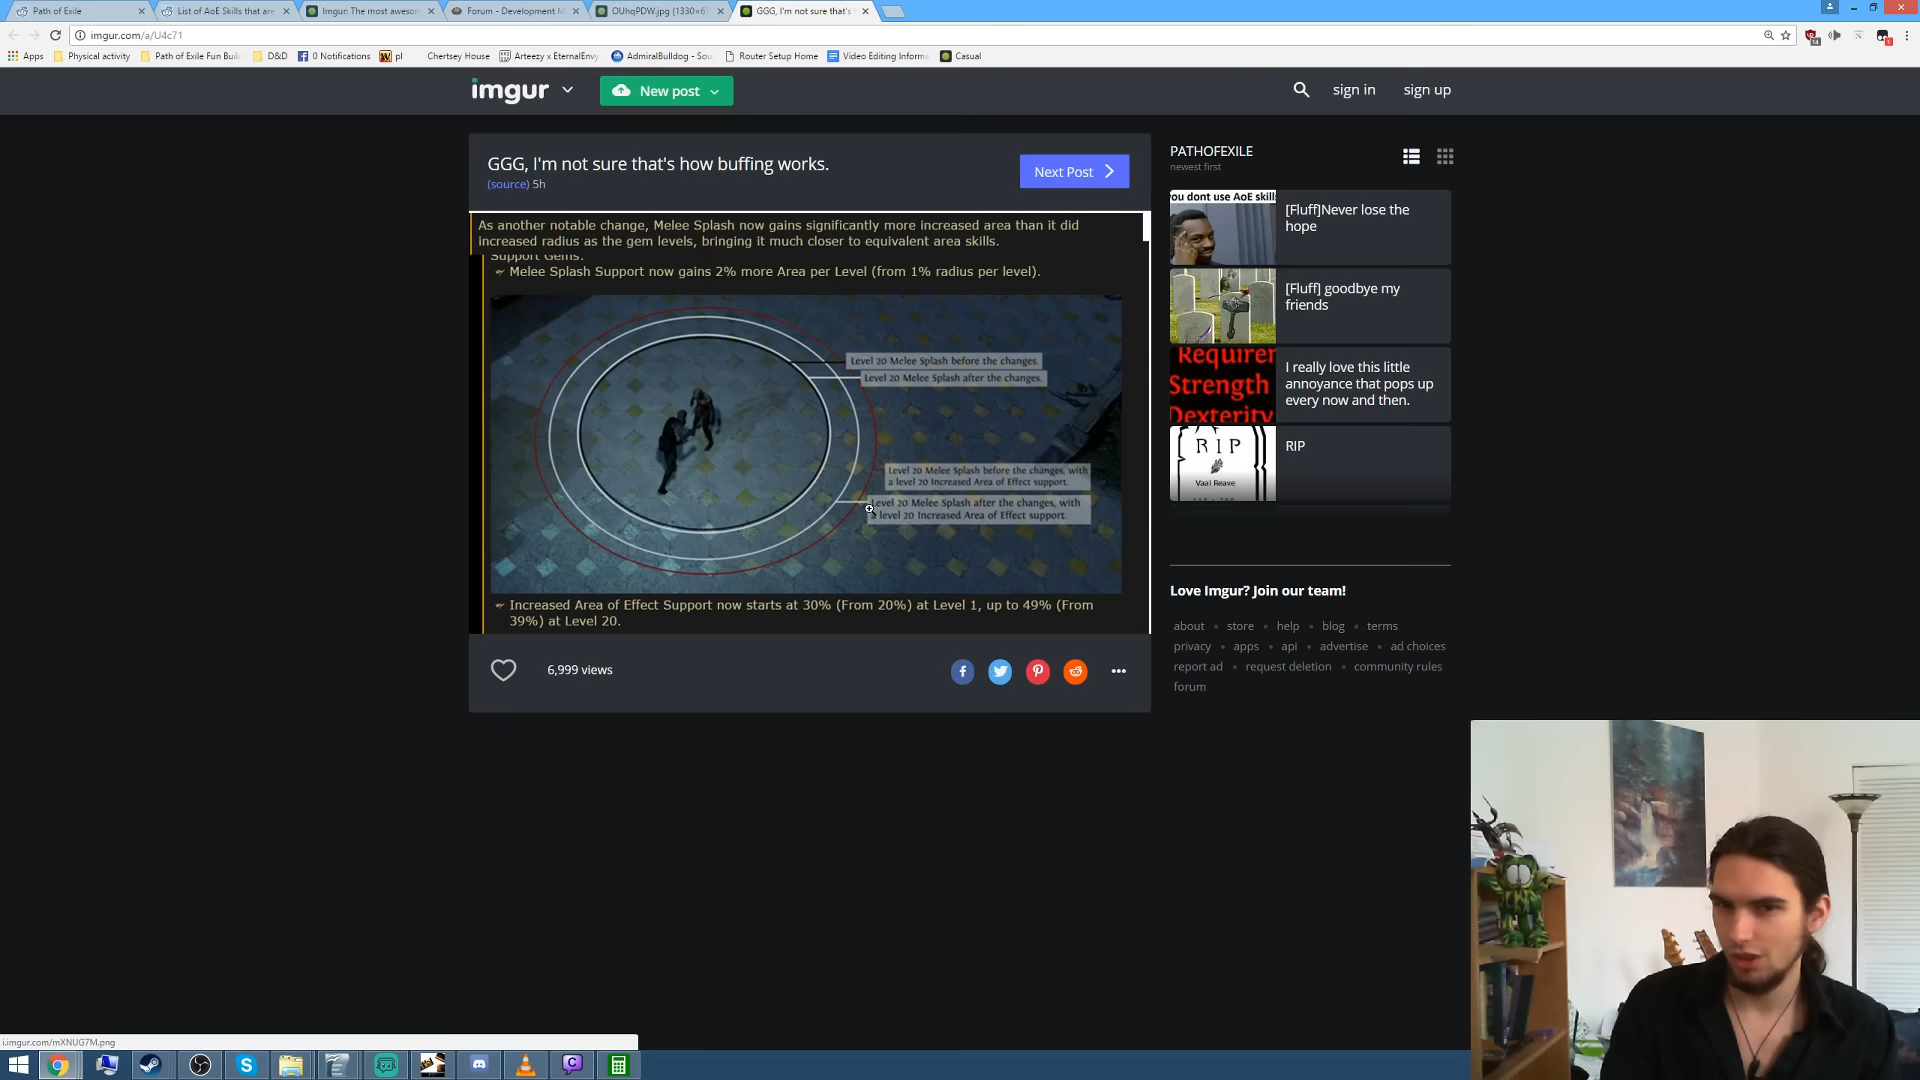 Path of Exile
List of AoE Skills that are
Imgur: The most awesom
Forum - Development M
OUhqPDW.jpg (1330×67
GGG, I'm not sure that's
imgur.com/a/U4c71
Apps
Physical activity
Path of Exile Fun Buil
D&D
0 Notifications
pl
Chertsey House
Arteezy x EternalEnvy
AdmiralBulldog - Sou
Router Setup Home
Video Editing Informa
Casual
imgur
New post
sign in
sign up
GGG, I'm not sure that's how buffing works.
(source) 5h
Next Post
As another notable change, Melee Splash now gains significantly more increased area than it did
increased radius as the gem levels, bringing it much closer to equivalent area skills.
Support Gems:
Melee Splash Support now gains 2% more Area per Level (from 1% radius per level).
Level 20 Melee Splash before the changes.
Level 20 Melee Splash after the changes.
Level 20 Melee Splash before the changes, with
a level 20 Increased Area of Effect support.
Level 20 Melee Splash after the changes, with
a level 20 Increased Area of Effect support.
Increased Area of Effect Support now starts at 30% (From 20%) at Level 1, up to 49% (From
39%) at Level 20.
6,999 views
PATHOFEXILE
newest first
you dont use AoE skill
[Fluff]Never lose the
hope
[Fluff] goodbye my
friends
Require
Strength
Dexterity
I really love this little
annoyance that pops up
every now and then.
R I P
Vaal Reave
RIP
Love Imgur? Join our team!
about • store • help • blog • terms
privacy • apps • api • advertise • ad choices
report ad • request deletion • community rules
forum
i.imgur.com/mXNUG7M.png